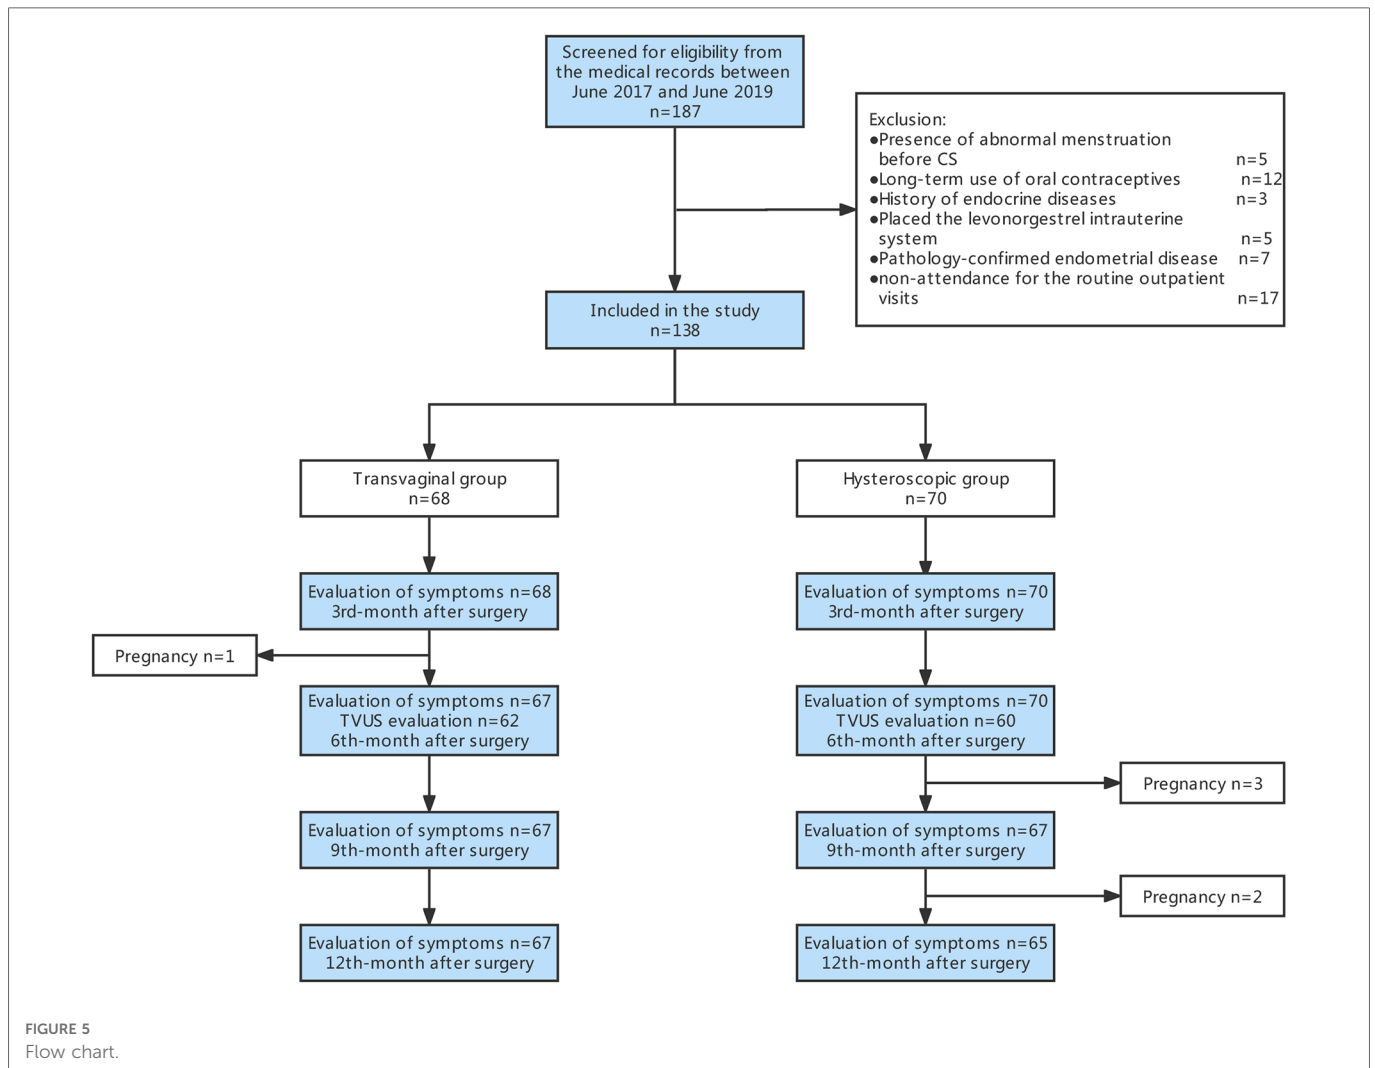 Screened for eligibility from
the medical records between
June 2017 and June 2019
n=187
Exclusion:
●Presence of abnormal menstruation
before CS n=5
●Long-term use of oral contraceptives n=12
●History of endocrine diseases n=3
●Placed the levonorgestrel intrauterine
system n=5
●Pathology-confirmed endometrial disease n=7
●non-attendance for the routine outpatient
visits n=17
Included in the study
n=138
Transvaginal group
n=68
Hysteroscopic group
n=70
Evaluation of symptoms n=68
3rd-month after surgery
Evaluation of symptoms n=70
3rd-month after surgery
Pregnancy n=1
Evaluation of symptoms n=67
TVUS evaluation n=62
6th-month after surgery
Evaluation of symptoms n=70
TVUS evaluation n=60
6th-month after surgery
Pregnancy n=3
Evaluation of symptoms n=67
9th-month after surgery
Evaluation of symptoms n=67
9th-month after surgery
Pregnancy n=2
Evaluation of symptoms n=67
12th-month after surgery
Evaluation of symptoms n=65
12th-month after surgery
FIGURE 5
Flow chart.